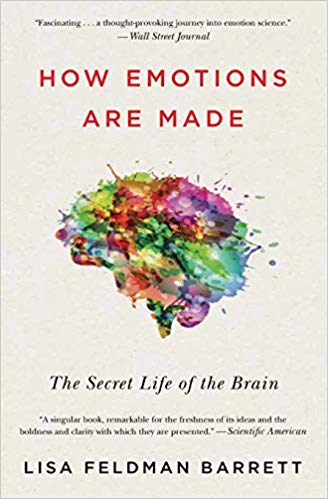 "Fascinating . . . a thought-provoking journey into emotion science."
—Wall Street Journal
HOW EMOTIONS
ARE MADE
The Secret Life of the Brain
"A singular book, remarkable for the freshness of its ideas and the
boldness and clarity with which they are presented."—Scientific American
LISA FELDMAN BARRETT